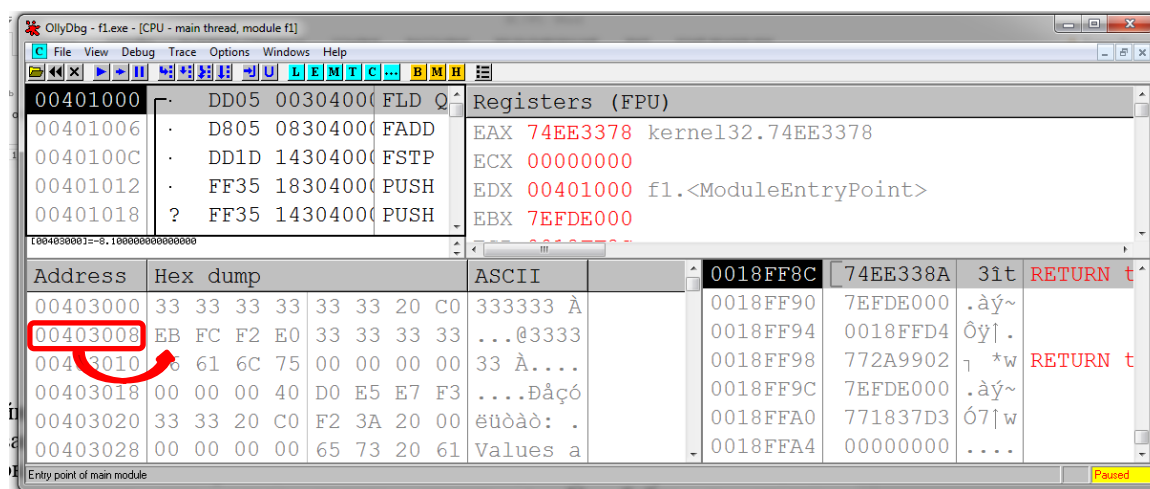 OllyDbg - f1.exe - [CPU - main thread, module f1]
C File View Debug Trace Options Windows Help
L E M T C ... B M H
00401000 DD05 00304000 FLD Q
00401006 · D805 08304000 FADD
0040100C · DD1D 14304000 FSTP
00401012 · FF35 18304000 PUSH
00401018 ? FF35 14304000 PUSH
[00403000]=-8.100000000000000
Registers (FPU)
EAX 74EE3378 kernel32.74EE3378
ECX 00000000
EDX 00401000 f1.<ModuleEntryPoint>
EBX 7EFDE000
Address Hex dump ASCII
00403000 33 33 33 33 33 33 20 C0 333333 À
00403008 EB FC F2 E0 33 33 33 33 ...@3333
00403010 61 6C 75 00 00 00 00 33 À....
00403018 00 00 00 40 D0 E5 E7 F3 ....Ðåçó
00403020 33 33 20 C0 F2 3A 20 00 ëüòàò: .
00403028 00 00 00 00 65 73 20 61 Values a
0018FF8C 74EE338A 3ît RETURN t
0018FF90 7EFDE000 .àý~
0018FF94 0018FFD4 Ôÿ↑.
0018FF98 772A9902 ┐ *w RETURN t
0018FF9C 7EFDE000 .àý~
0018FFA0 771837D3 Ó7↑w
0018FFA4 00000000 ....
Entry point of main module
Paused